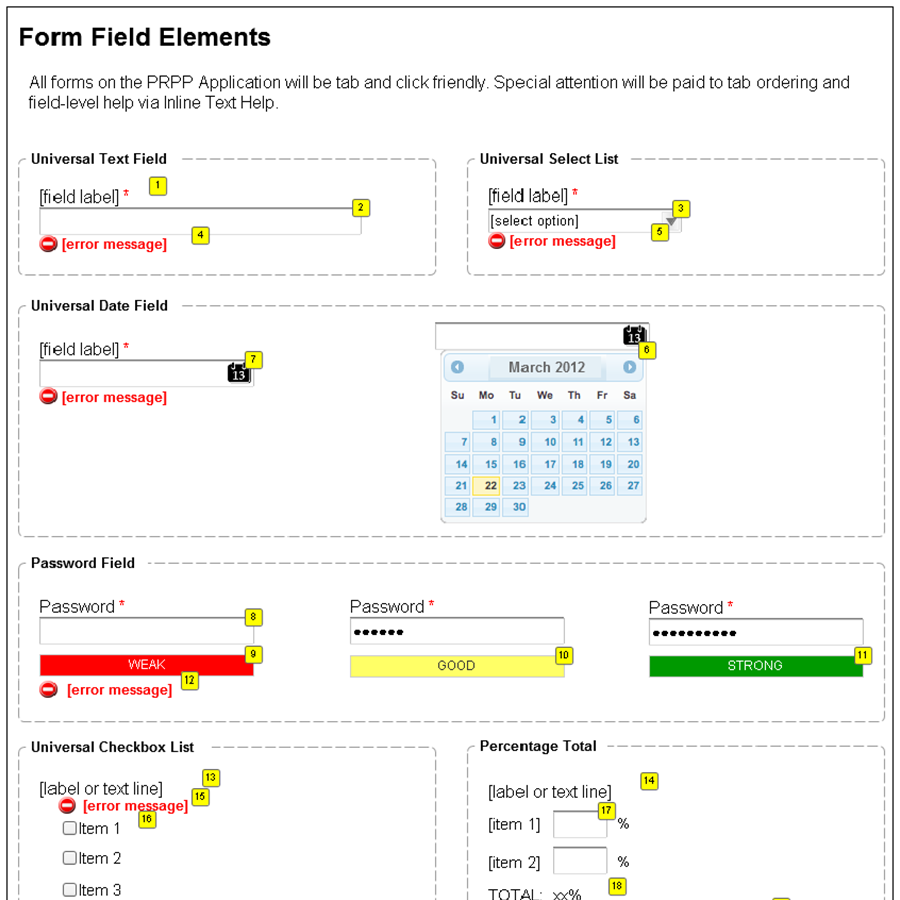 Form Field Elements
All forms on the PRPP Application will be tab and click friendly. Special attention will be paid to tab ordering and
field-level help via Inline Text Help.
Universal Text Field
[field label] * 1
2
4
[error message]
Universal Select List
[field label] *
3
[select option]
5
[error message]
Universal Date Field
[field label] *
7
13
[error message]
13
6
March 2012
Su Mo Tu We Th Fr Sa
1 2 3 4 5 6
7 8 9 10 11 12 13
14 15 16 17 18 19 20
21 22 23 24 25 26 27
28 29 30
Password Field
Password *
8
9
WEAK
12
[error message]
Password *
••••••
10
GOOD
Password *
••••••••••
11
STRONG
Universal Checkbox List
13
[label or text line]
15
[error message]
16
Item 1
Item 2
Item 3
Percentage Total
14
[label or text line]
17
[item 1] %
[item 2] %
18
TOTAL: xx%